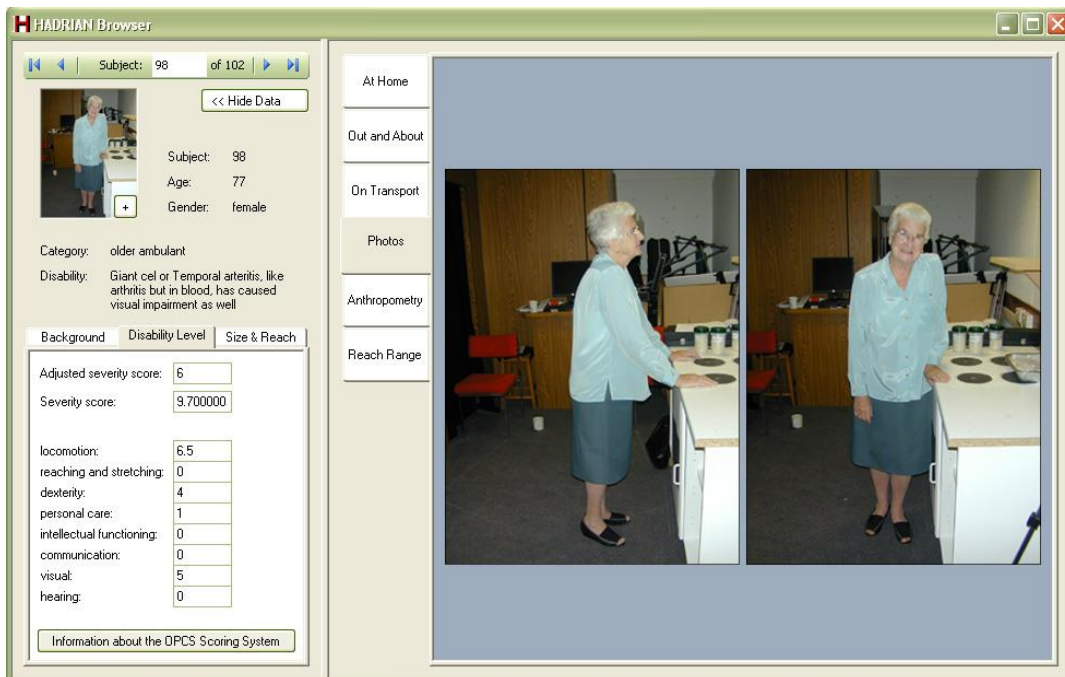 HADRIAN Browser
Subject: 98 of 102
<< Hide Data
Subject: 98
Age: 77
Gender: female
+
Category: older ambulant
Disability: Giant cel or Temporal arteritis, like
arthritis but in blood, has caused
visual impairment as well
Background Disability Level Size & Reach
Adjusted severity score: 6
Severity score: 9.700000
locomotion: 6.5
reaching and stretching: 0
dexterity: 4
personal care: 1
intellectual functioning: 0
communication: 0
visual: 5
hearing: 0
Information about the OPCS Scoring System
At Home
Out and About
On Transport
Photos
Anthropometry
Reach Range